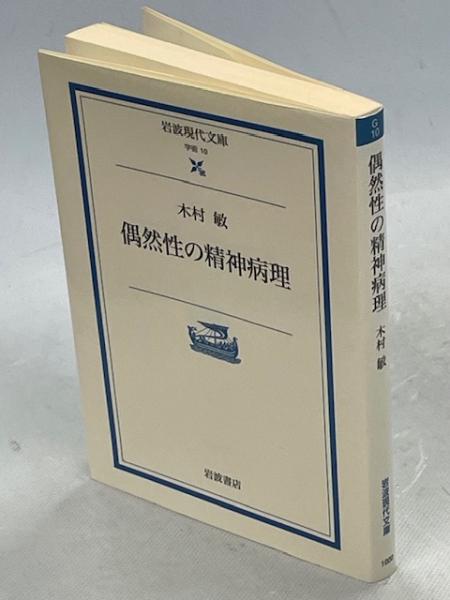 岩波現代文庫
学術 10
木村 敏
偶然性の精神病理
岩波書店
G
10
偶然性の精神病理
木村 敏
岩波現代文庫
1000